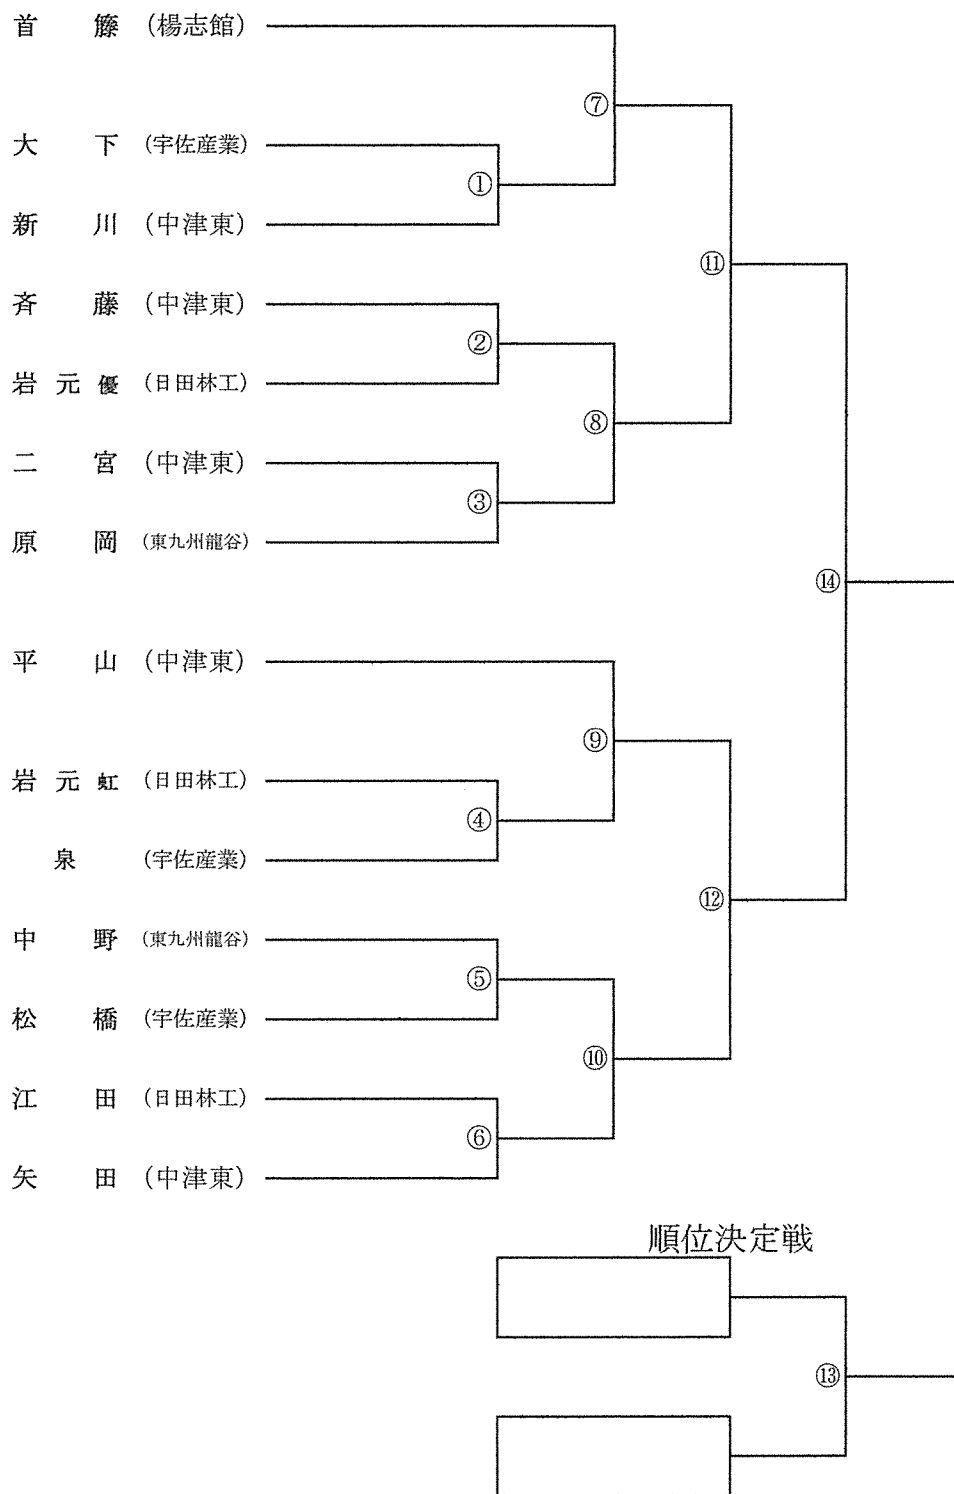 首籐（楊志館）
⑦
大下（宇佐産業）
①
新川（中津東）
⑪
斉藤（中津東）
②
岩元優（日田林工）
⑧
二宮（中津東）
③
原岡（東九州龍谷）
⑭
平山（中津東）
⑨
岩元虹（日田林工）
④
泉（宇佐産業）
⑫
中野（東九州龍谷）
⑤
松橋（宇佐産業）
⑩
江田（日田林工）
⑥
矢田（中津東）
順位決定戦
⑬